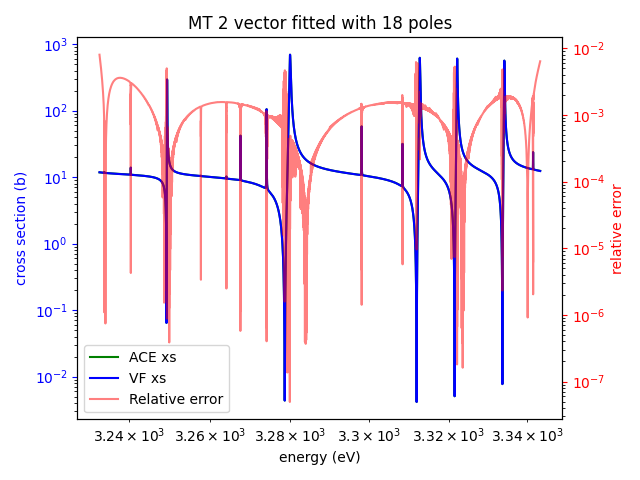 MT 2 vector fitted with 18 poles
10³
10²
10¹
10⁰
10⁻¹
10⁻²
cross section (b)
10⁻²
10⁻³
10⁻⁴
10⁻⁵
10⁻⁶
10⁻⁷
relative error
ACE xs
VF xs
Relative error
3.24 × 10³ 3.26 × 10³ 3.28 × 10³ 3.3 × 10³ 3.32 × 10³ 3.34 × 10³
energy (eV)